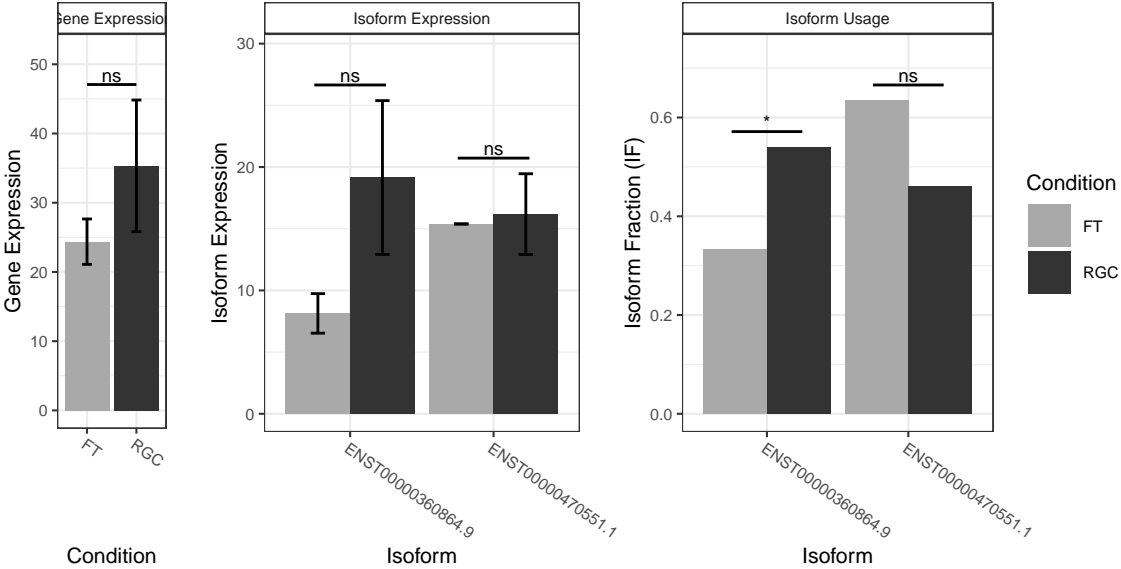 Gene Expression
Gene Expression
50
40
30
20
10
0
ns
FT
RGC
Condition
Isoform Expression
Isoform Expression
30
20
10
0
ns
ns
ENST00000360864.9
ENST00000470551.1
Isoform
Isoform Usage
Isoform Fraction (IF)
0.6
0.4
0.2
0.0
*
ns
ENST00000360864.9
ENST00000470551.1
Isoform
Condition
FT
RGC